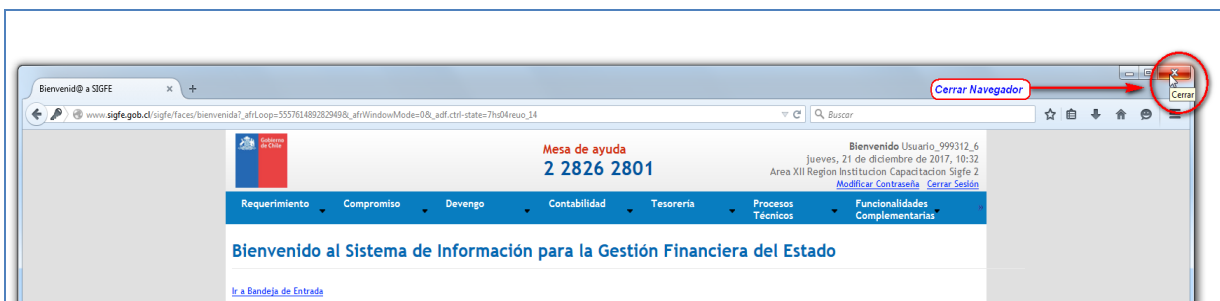 Bienvenid@ a SIGFE
Cerrar Navegador
Cerrar
www.sigfe.gob.cl/sigfe/faces/bienvenida?_afrLoop=555761489282949&_afrWindowMode=0&_adf.ctrl-state=7hs04reuo_14
Buscar
Gobierno
de Chile
Mesa de ayuda
2 2826 2801
Bienvenido Usuario_999312_6
jueves, 21 de diciembre de 2017, 10:32
Area XII Region Institucion Capacitacion Sigfe 2
Modificar Contraseña Cerrar Sesión
Requerimiento Compromiso Devengo Contabilidad Tesorería Procesos Técnicos Funcionalidades Complementarias
Bienvenido al Sistema de Información para la Gestión Financiera del Estado
Ir a Bandeja de Entrada